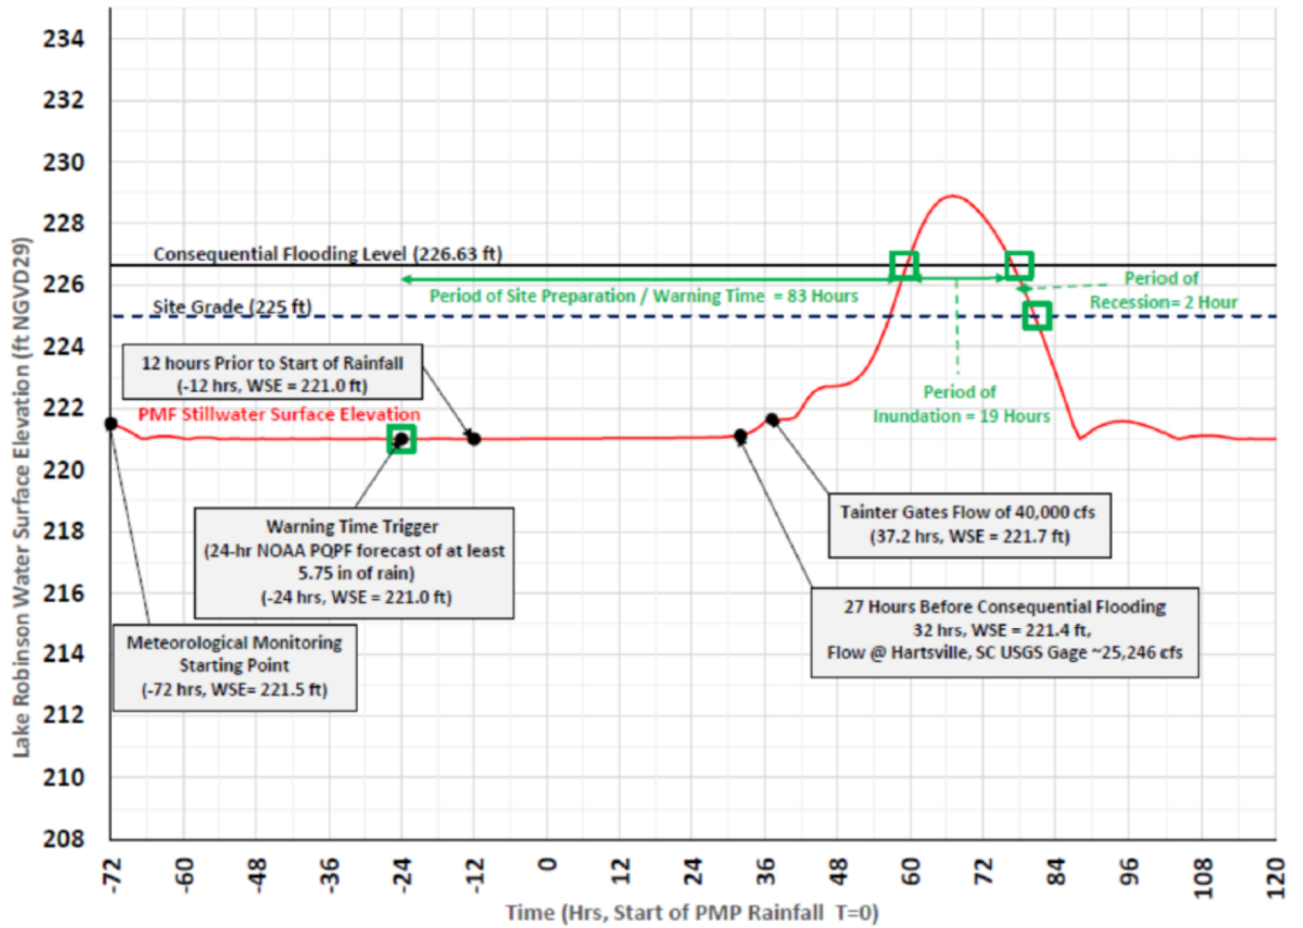 234
232
230
228
226
224
222
220
218
216
214
212
210
208
Lake Robinson Water Surface Elevation (ft NGVD29)
Consequential Flooding Level (226.63 ft)
Period of Site Preparation / Warning Time = 83 Hours
Period of
Recession= 2 Hour
Site Grade (225 ft)
12 hours Prior to Start of Rainfall
(-12 hrs, WSE = 221.0 ft)
PMF Stillwater Surface Elevation
Period of
Inundation = 19 Hours
Warning Time Trigger
(24-hr NOAA PQPF forecast of at least
5.75 in of rain)
(-24 hrs, WSE = 221.0 ft)
Tainter Gates Flow of 40,000 cfs
(37.2 hrs, WSE = 221.7 ft)
27 Hours Before Consequential Flooding
32 hrs, WSE = 221.4 ft,
Flow @ Hartsville, SC USGS Gage ~25,246 cfs
Meteorological Monitoring
Starting Point
(-72 hrs, WSE= 221.5 ft)
-72
-60
-48
-36
-24
-12
0
12
24
36
48
60
72
84
96
108
120
Time (Hrs, Start of PMP Rainfall T=0)